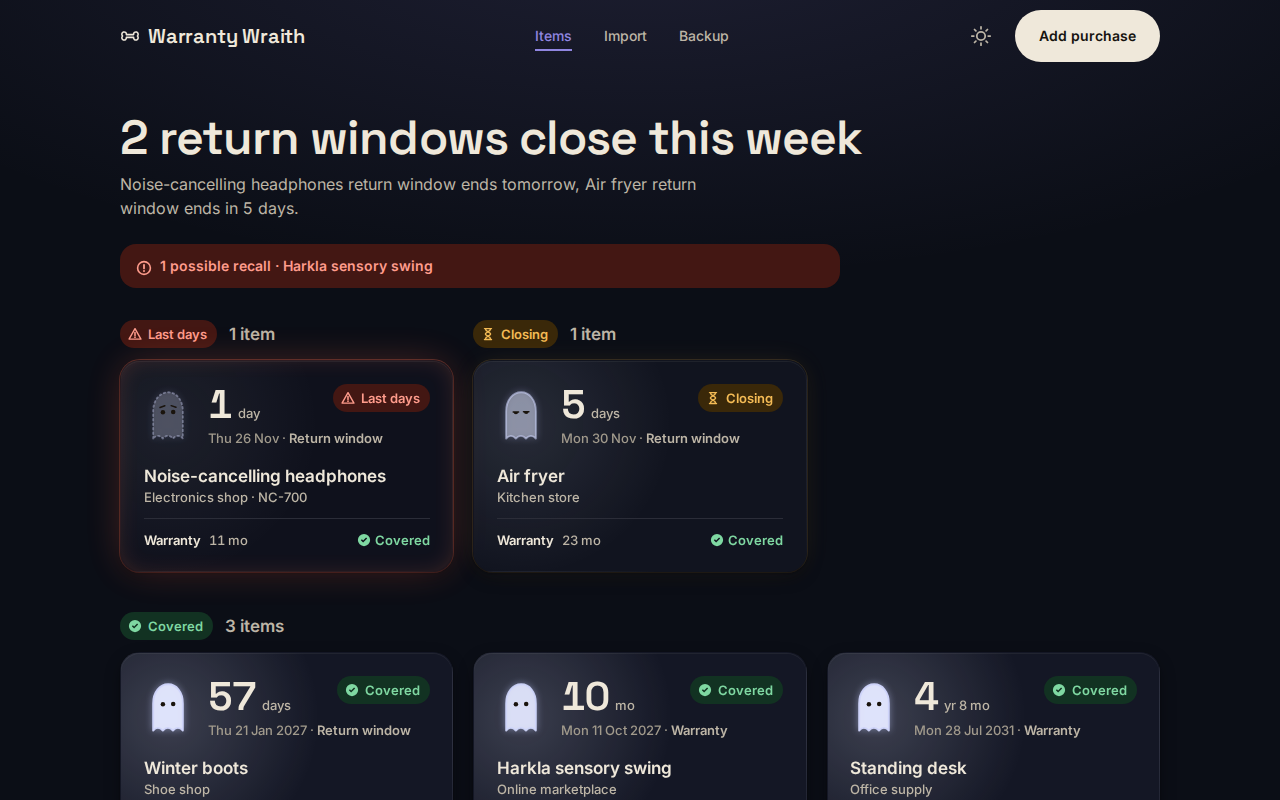 Warranty Wraith
Items
Import
Backup
Add purchase
2 return windows close this week
Noise-cancelling headphones return window ends tomorrow, Air fryer return
window ends in 5 days.
1 possible recall · Harkla sensory swing
Last days
1 item
Closing
1 item
1 day
Last days
Thu 26 Nov · Return window
Noise-cancelling headphones
Electronics shop · NC-700
Warranty 11 mo
Covered
5 days
Closing
Mon 30 Nov · Return window
Air fryer
Kitchen store
Warranty 23 mo
Covered
Covered
3 items
57 days
Covered
Thu 21 Jan 2027 · Return window
Winter boots
Shoe shop
10 mo
Covered
Mon 11 Oct 2027 · Warranty
Harkla sensory swing
Online marketplace
4 yr 8 mo
Covered
Mon 28 Jul 2031 · Warranty
Standing desk
Office supply